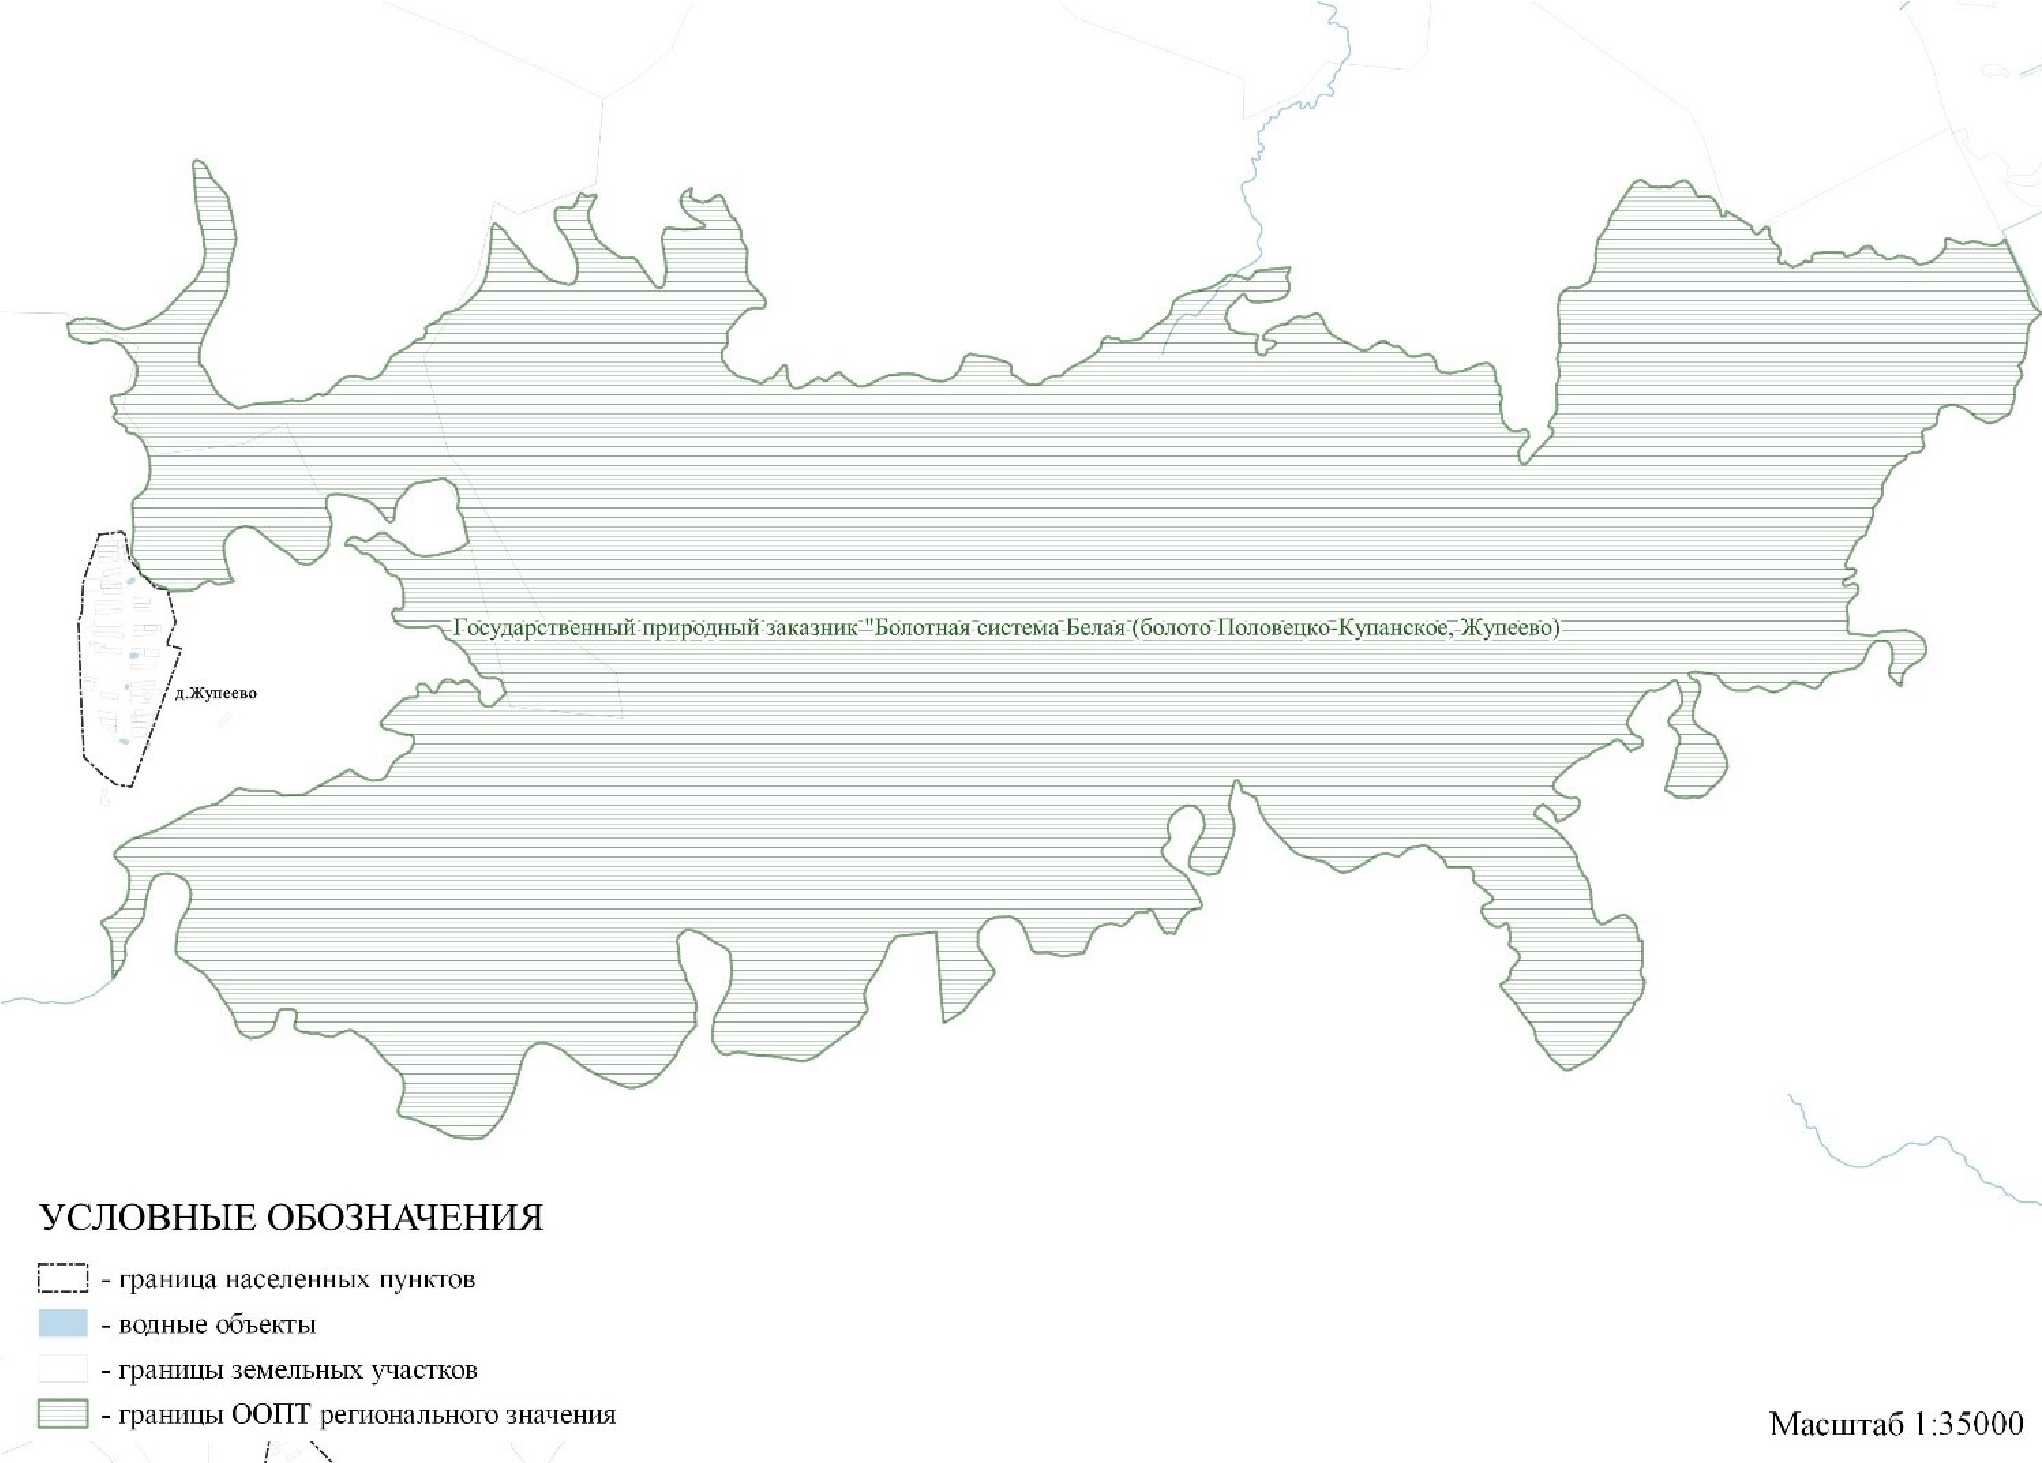 Государственный природный заказник "Болотная система Белая (болото Половецко-Купанское, Жупеево)
д.Жупеево
УСЛОВНЫЕ ОБОЗНАЧЕНИЯ
- граница населенных пунктов
- водные объекты
- границы земельных участков
- границы ООПТ регионального значения
Масштаб 1:35000